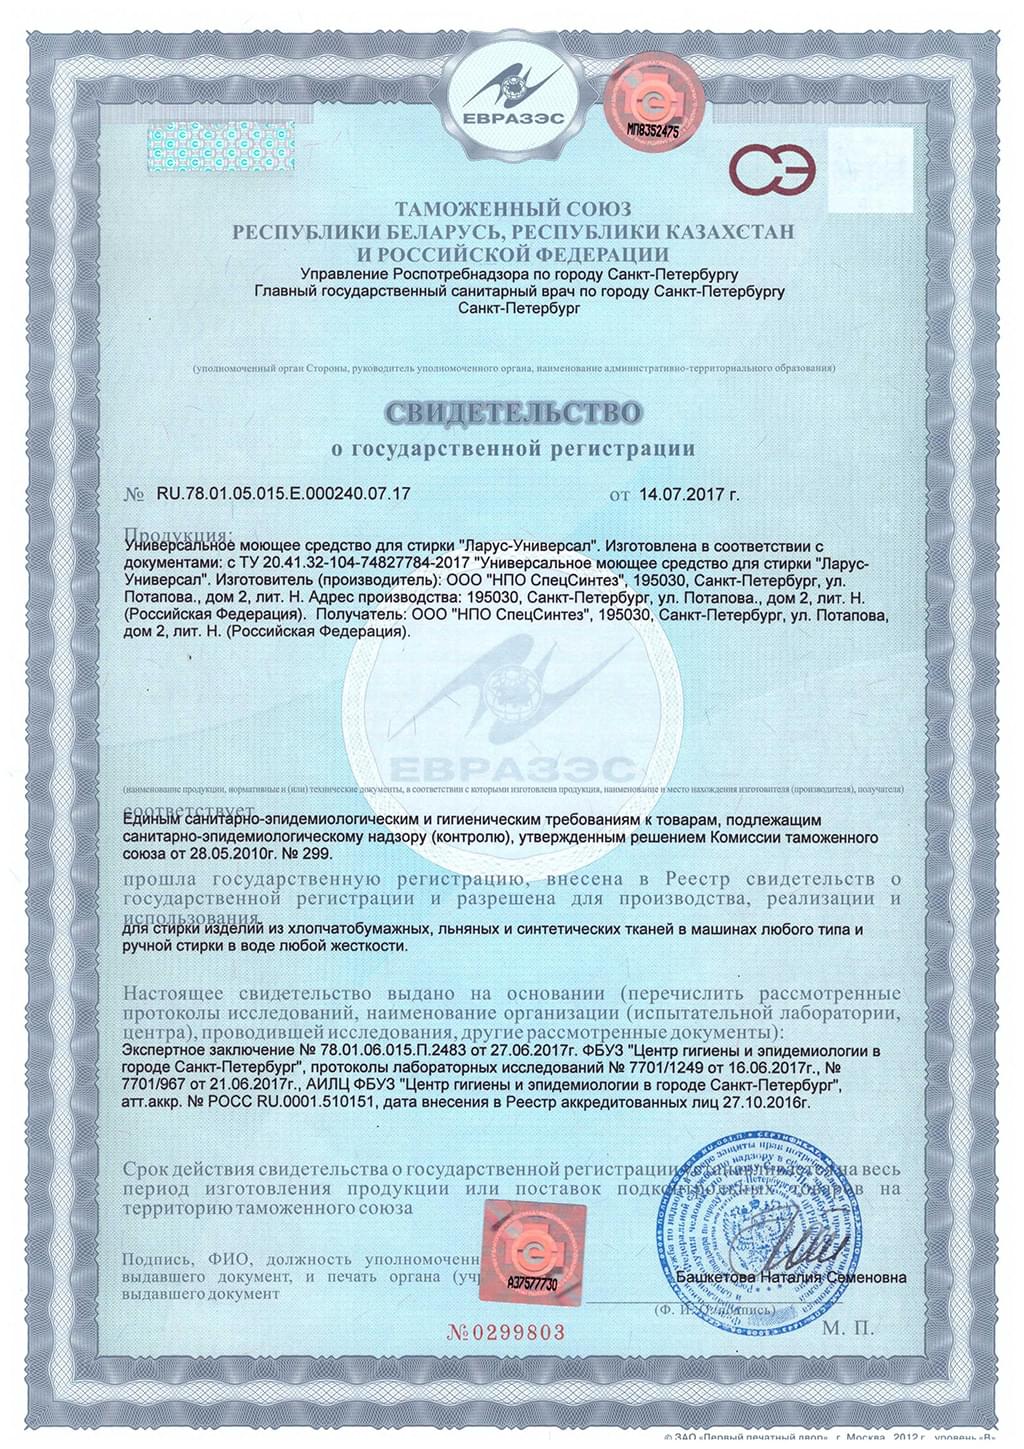 ЕВРАЗЭС
МП8352475
СЭ
ТАМОЖЕННЫЙ СОЮЗ
РЕСПУБЛИКИ БЕЛАРУСЬ, РЕСПУБЛИКИ КАЗАХСТАН
И РОССИЙСКОЙ ФЕДЕРАЦИИ
Управление Роспотребнадзора по городу Санкт-Петербургу
Главный государственный санитарный врач по городу Санкт-Петербургу
Санкт-Петербург
(уполномоченный орган Стороны, руководитель уполномоченного органа, наименование административно-территориального образования)
СВИДЕТЕЛЬСТВО
о государственной регистрации
№ RU.78.01.05.015.E.000240.07.17 от 14.07.2017 г.
Продукция:
Универсальное моющее средство для стирки "Ларус-Универсал". Изготовлена в соответствии с
документами: с ТУ 20.41.32-104-74827784-2017 "Универсальное моющее средство для стирки "Ларус-
Универсал". Изготовитель (производитель): ООО "НПО СпецСинтез", 195030, Санкт-Петербург, ул.
Потапова., дом 2, лит. Н. Адрес производства: 195030, Санкт-Петербург, ул. Потапова., дом 2, лит. Н.
(Российская Федерация). Получатель: ООО "НПО СпецСинтез", 195030, Санкт-Петербург, ул. Потапова,
дом 2, лит. Н. (Российская Федерация).
ЕВРАЗЭС
(наименование продукции, нормативные и (или) технические документы, в соответствии с которыми изготовлена продукция, наименование и место нахождения изготовителя (производителя), получателя)
соответствует
Единым санитарно-эпидемиологическим и гигиеническим требованиям к товарам, подлежащим
санитарно-эпидемиологическому надзору (контролю), утвержденным решением Комиссии таможенного
союза от 28.05.2010г. № 299.
прошла государственную регистрацию, внесена в Реестр свидетельств о
государственной регистрации и разрешена для производства, реализации и
использования
для стирки изделий из хлопчатобумажных, льняных и синтетических тканей в машинах любого типа и
ручной стирки в воде любой жесткости.
Настоящее свидетельство выдано на основании (перечислить рассмотренные
протоколы исследований, наименование организации (испытательной лаборатории,
центра), проводившей исследования, другие рассмотренные документы):
Экспертное заключение № 78.01.06.015.П.2483 от 27.06.2017г. ФБУЗ "Центр гигиены и эпидемиологии в
городе Санкт-Петербург", протоколы лабораторных исследований № 7701/1249 от 16.06.2017г., №
7701/967 от 21.06.2017г., АИЛЦ ФБУЗ "Центр гигиены и эпидемиологии в городе Санкт-Петербург",
атт.аккр. № РОСС RU.0001.510151, дата внесения в Реестр аккредитованных лиц 27.10.2016г.
Срок действия свидетельства о государственной регистрации устанавливается на весь
период изготовления продукции или поставок подконтрольных товаров на
территорию таможенного союза
Подпись, ФИО, должность уполномоченн
выдавшего документ, и печать органа (учр
выдавшего документ
А37577730
Башкетова Наталия Семеновна
(Ф. И. О./подпись)
М. П.
№0299803
© ЗАО «Первый печатный двор», г. Москва, 2012 г., уровень «В»